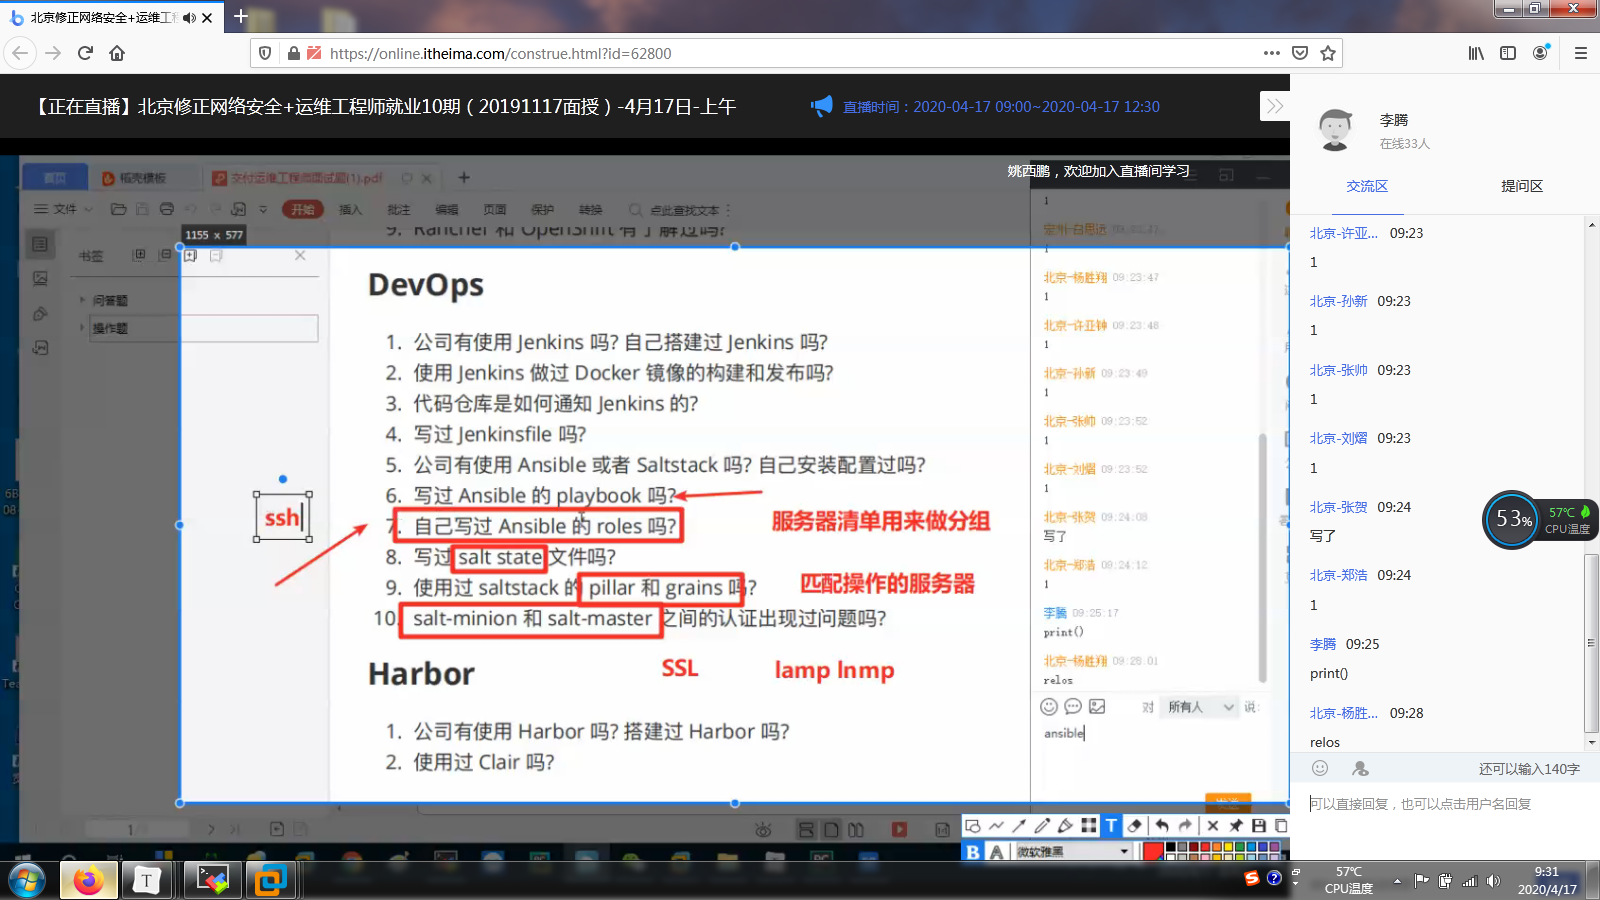 北京修正网络安全+运维工程
https://online.itheima.com/construe.html?id=62800
【正在直播】北京修正网络安全+运维工程师就业10期（20191117面授）-4月17日-上午
直播时间：2020-04-17 09:00~2020-04-17 12:30
李腾
在线33人
交流区
提问区
姚西鹏，欢迎加入直播间学习
首页
稻壳模板
交付运维工程师面试题(1).pdf
文件
开始
插入
批注
编辑
页面
保护
转换
点此查找文本
1155 x 577
9. Rancher 和 OpenShift 有了解过吗?
书签
问答题
操作题
DevOps
1. 公司有使用 Jenkins 吗? 自己搭建过 Jenkins 吗?
2. 使用 Jenkins 做过 Docker 镜像的构建和发布吗?
3. 代码仓库是如何通知 Jenkins 的?
4. 写过 Jenkinsfile 吗?
5. 公司有使用 Ansible 或者 Saltstack 吗? 自己安装配置过吗?
6. 写过 Ansible 的 playbook 吗?
7. 自己写过 Ansible 的 roles 吗?
8. 写过 salt state 文件吗?
9. 使用过 saltstack 的 pillar 和 grains 吗?
10. salt-minion 和 salt-master 之间的认证出现过问题吗?
ssh
服务器清单用来做分组
匹配操作的服务器
SSL
lamp lnmp
Harbor
1. 公司有使用 Harbor 吗? 搭建过 Harbor 吗?
2. 使用过 Clair 吗?
1
1
北京-杨胜翔 09:23:47
1
北京-许亚钟 09:23:48
1
北京-孙新 09:23:49
1
北京-张帅 09:23:52
1
北京-刘熠 09:23:52
1
北京-张贺 09:24:08
写了
北京-郑浩 09:24:12
1
李腾 09:25:17
print()
北京-杨胜翔 09:28:01
relos
对 所有人 说:
ansible
北京-许亚... 09:23
1
北京-孙新 09:23
1
北京-张帅 09:23
1
北京-刘熠 09:23
1
北京-张贺 09:24
写了
北京-郑浩 09:24
1
李腾 09:25
print()
北京-杨胜... 09:28
relos
还可以输入140字
可以直接回复，也可以点击用户名回复
53%
57℃
CPU温度
T
B
A
微软雅黑
T
57℃
CPU温度
9:31
2020/4/17